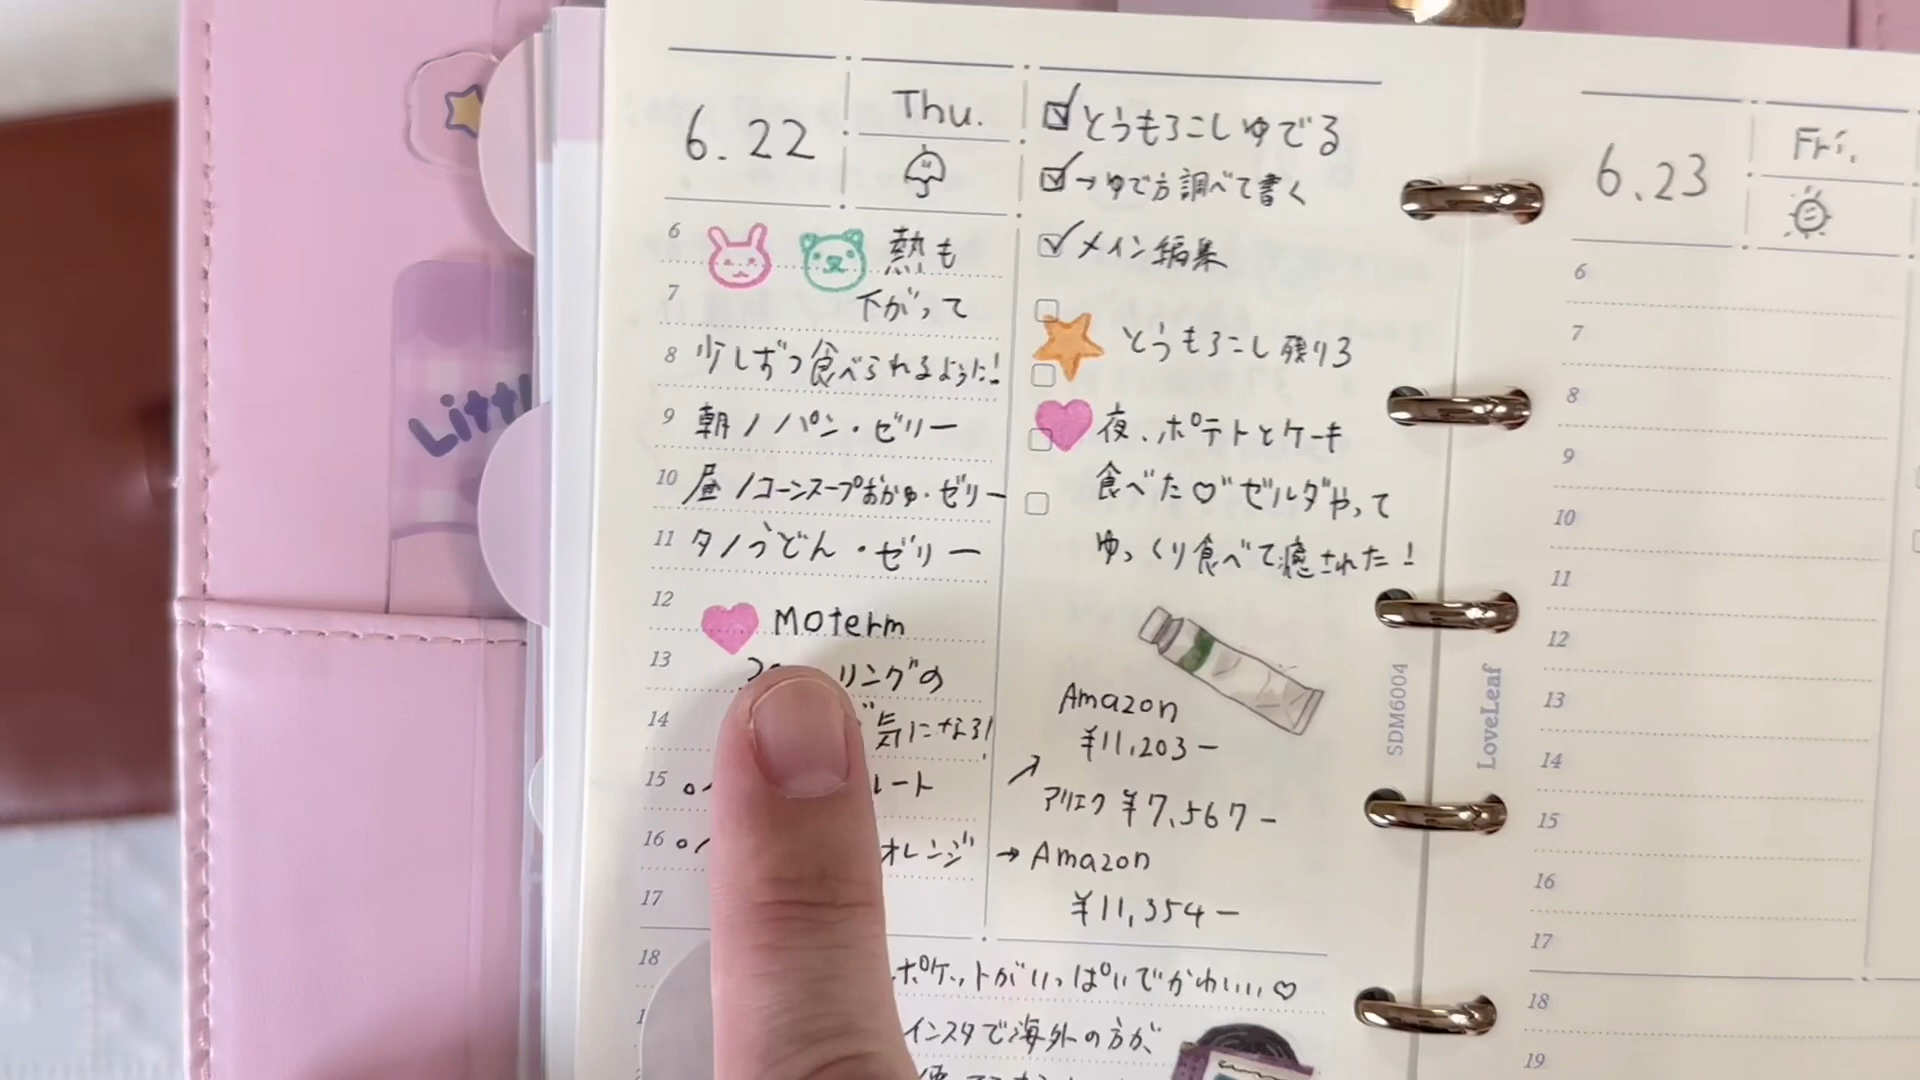 6.22
Thu.
とうもろこしゆでる
→ゆで方調べて書く
メイン編集
熱も
下がって
少しずつ食べられるように!
朝/パン・ゼリー
昼/コーンスープおかゆ・ゼリー
夕/うどん・ゼリー
Moterm
リングの
気になる!
ート
オレンジ
とうもろこし残り3
夜、ポテトとケーキ
食べた♡ゼルダやって
ゆっくり食べて癒された!
Amazon
¥11,203-
アリエク ¥7,567-
→Amazon
¥11,354-
ポケットがいっぱいでかわいい♡
インスタで海外の方が、
6
7
8
9
10
11
12
13
14
15
16
17
18
SDM6004
LoveLeaf
6.23
Fri.
6
7
8
9
10
11
12
13
14
15
16
17
18
19